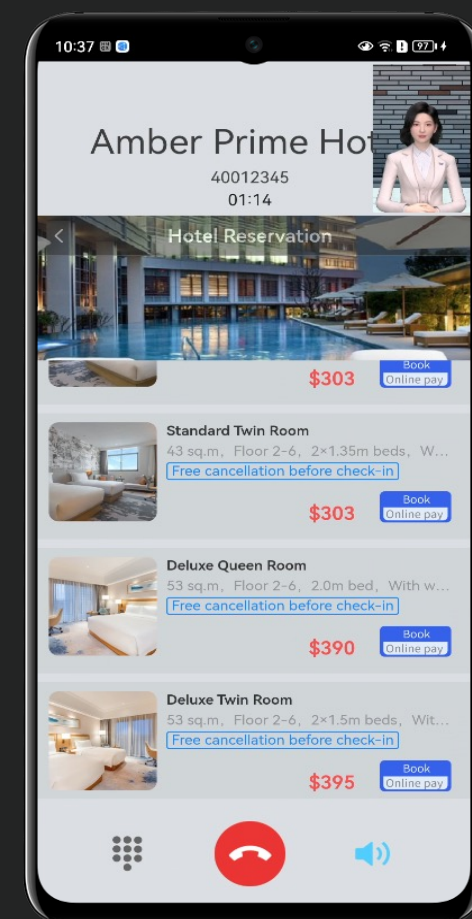 10:37
97
Amber Prime Hot
40012345
01:14
Hotel Reservation
$303
Book
Online pay
Standard Twin Room
43 sq.m, Floor 2-6, 2×1.35m beds, W...
Free cancellation before check-in
$303
Book
Online pay
Deluxe Queen Room
53 sq.m, Floor 2-6, 2.0m bed, With w...
Free cancellation before check-in
$390
Book
Online pay
Deluxe Twin Room
53 sq.m, Floor 2-6, 2×1.5m beds, Wit...
Free cancellation before check-in
$395
Book
Online pay